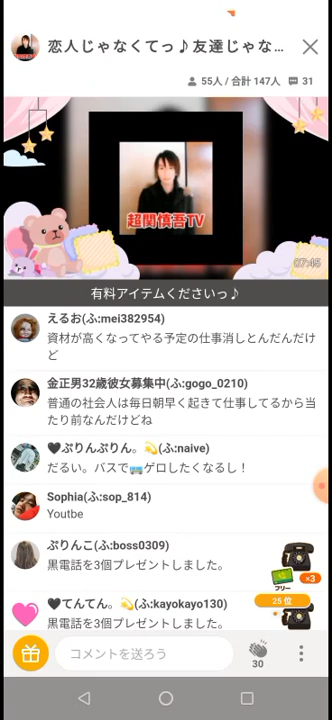 恋人じゃなくてっ♪友達じゃな...
55人 / 合計 147人 31
超関慎吾TV
07:45
有料アイテムくださいっ♪
えるお(ふ:mei382954)
資材が高くなってやる予定の仕事消しとんだんだけ
ど
金正男32歳彼女募集中(ふ:gogo_0210)
普通の社会人は毎日朝早く起きて仕事してるから当
たり前なんだけどね
🖤ぷりんぷりん。💫(ふ:naive)
だるい。バスで🚌ゲロしたくなるし！
Sophia(ふ:sop_814)
Youtbe
ぷりんこ(ふ:boss0309)
黒電話を3個プレゼントしました。
フリー ×3
25 位
🖤てんてん。💫(ふ:kayokayo130)
黒電話を3個プレゼントしました。
コメントを送ろう
30